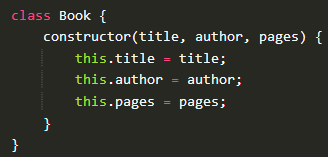 class Book {
    constructor(title, author, pages) {
        this.title = title;
        this.author = author;
        this.pages = pages;
    }
}